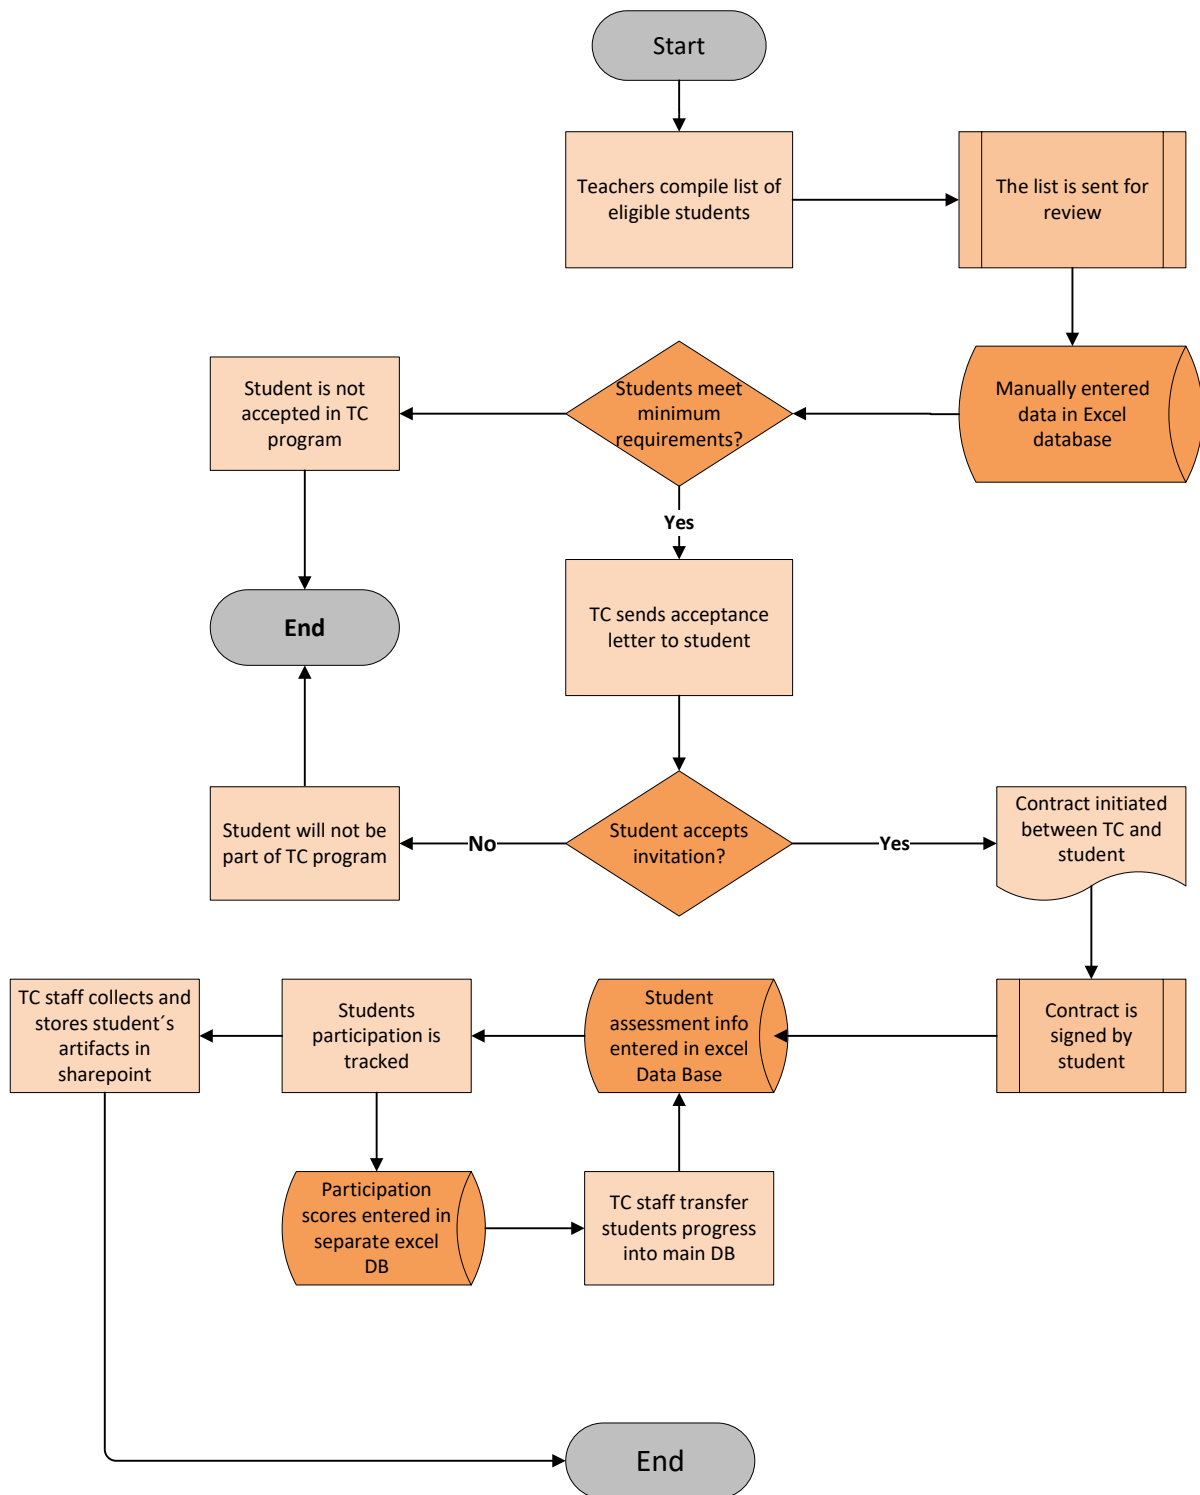 Start
Teachers compile list of
eligible students
The list is sent for
review
Student is not
accepted in TC
program
Students meet
minimum
requirements?
Manually entered
data in Excel
database
Yes
TC sends acceptance
letter to student
End
Student will not be
part of TC program
No
Student accepts
invitation?
Yes
Contract initiated
between TC and
student
TC staff collects and
stores student´s
artifacts in
sharepoint
Students
participation is
tracked
Student
assessment info
entered in excel
Data Base
Contract is
signed by
student
Participation
scores entered in
separate excel
DB
TC staff transfer
students progress
into main DB
End